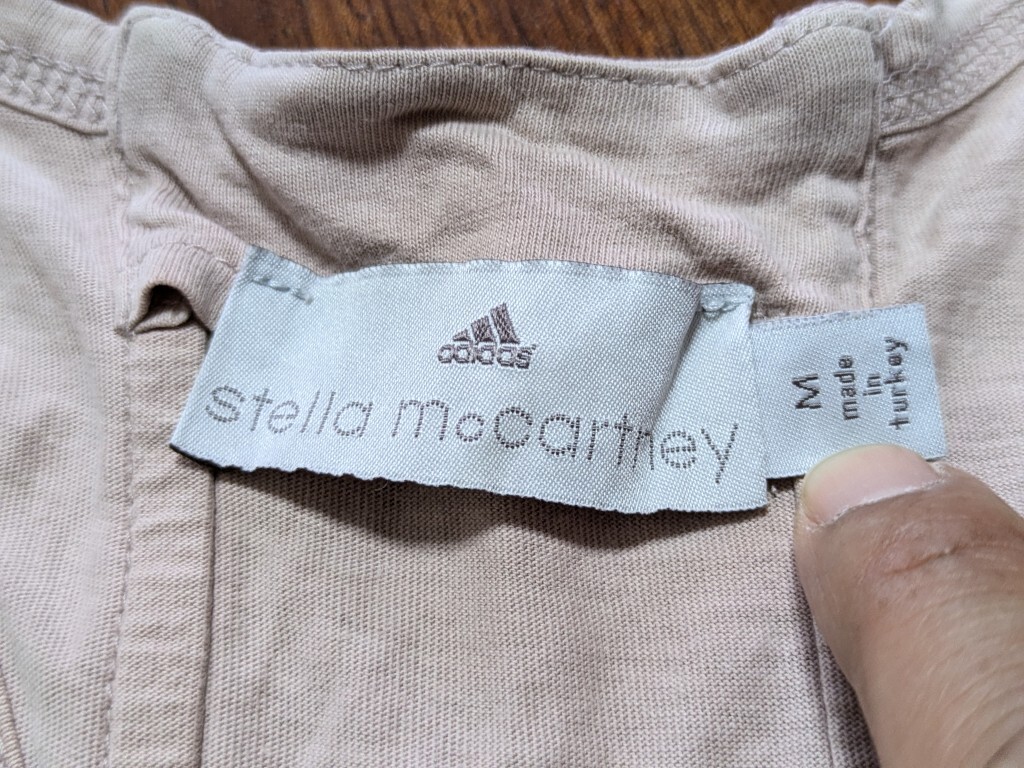 adidas
stella mcCartney
M
made
in
turkey